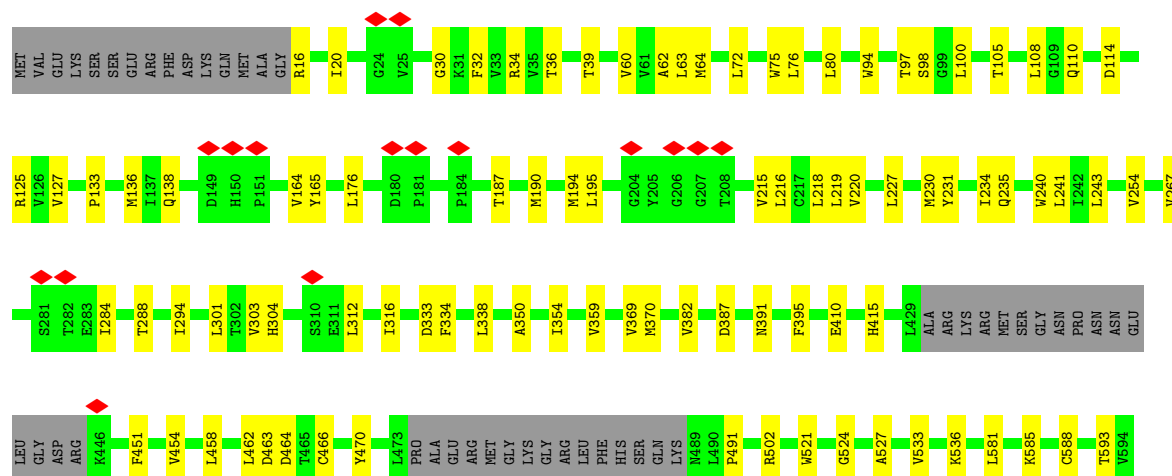 MET VAL GLU LYS SER SER GLU ARG PHE ASP LYS GLN MET ALA GLY R16 I20 G24 V25 G30 K31 F32 V33 R34 V35 T36 T39 V60 V61 A62 L63 M64 L72 W75 L76 L80 W94 T97 S98 G99 L100 T105 L108 G109 Q110 D114
R125 V126 V127 P133 M136 I137 Q138 D149 H150 P151 V164 Y165 L176 D180 P181 P184 T187 M190 M194 L195 G204 Y205 G206 G207 T208 V215 L216 C217 L218 L219 V220 L227 M230 Y231 I234 Q235 W240 L241 I242 L243 V254 V267
S281 T282 E283 I284 T288 I294 L301 T302 V303 H304 S310 E311 L312 I316 D333 F334 L338 A350 I354 V359 V369 M370 V382 D387 N391 F395 E410 H415 L429 ALA ARG LYS ARG MET SER GLY ASN PRO ASN ASN GLU
LEU GLY ASP ARG K446 F451 V454 L458 L462 D463 D464 T465 C466 Y470 L473 PRO ALA GLU ARG MET GLY LYS GLY ARG LEU PHE HIS SER GLN LYS N489 L490 P491 R502 W521 G524 A527 V533 K536 L581 K585 C588 T593 V594